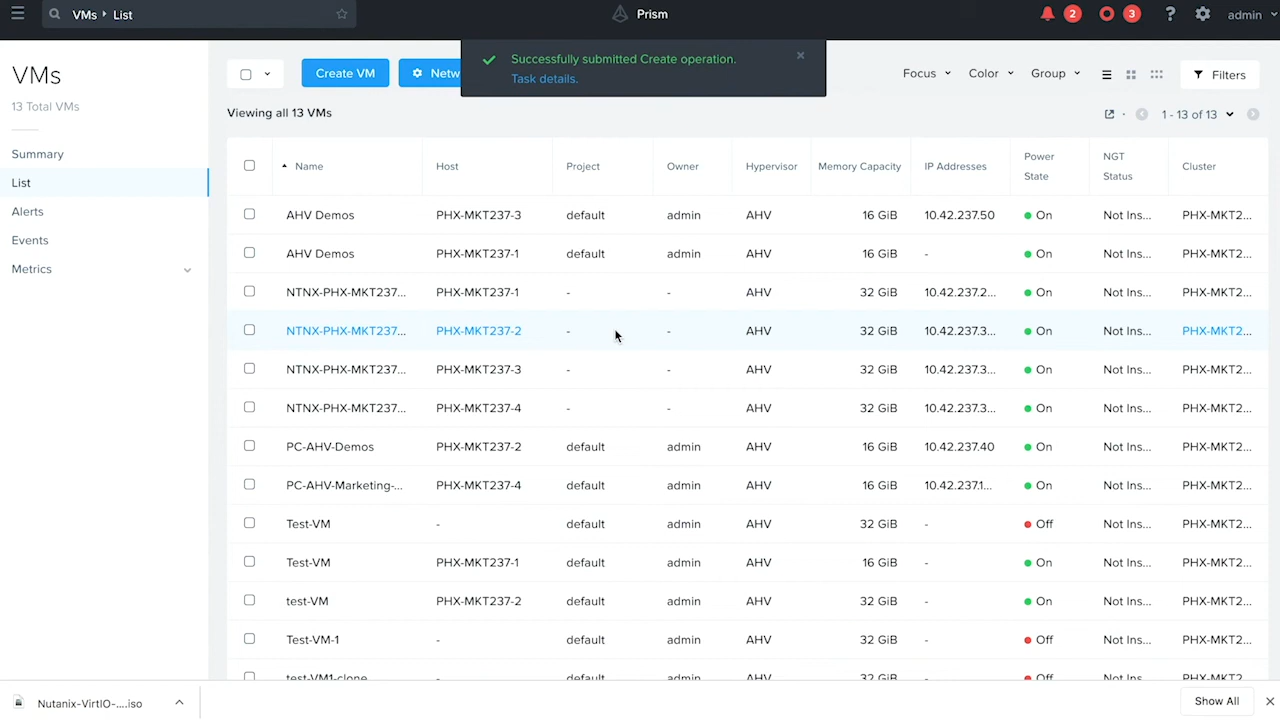 VMs List
Prism
2
3
?
admin
Successfully submitted Create operation.
Task details.
VMs
13 Total VMs
Summary
List
Alerts
Events
Metrics
Create VM
Netw
Focus
Color
Group
Filters
Viewing all 13 VMs
1 - 13 of 13
Name Host Project Owner Hypervisor Memory Capacity IP Addresses Power State NGT Status Cluster
AHV Demos PHX-MKT237-3 default admin AHV 16 GiB 10.42.237.50 On Not Ins... PHX-MKT2...
AHV Demos PHX-MKT237-1 default admin AHV 16 GiB - On Not Ins... PHX-MKT2...
NTNX-PHX-MKT237... PHX-MKT237-1 - - AHV 32 GiB 10.42.237.2... On Not Ins... PHX-MKT2...
NTNX-PHX-MKT237... PHX-MKT237-2 - - AHV 32 GiB 10.42.237.3... On Not Ins... PHX-MKT2...
NTNX-PHX-MKT237... PHX-MKT237-3 - - AHV 32 GiB 10.42.237.3... On Not Ins... PHX-MKT2...
NTNX-PHX-MKT237... PHX-MKT237-4 - - AHV 32 GiB 10.42.237.3... On Not Ins... PHX-MKT2...
PC-AHV-Demos PHX-MKT237-2 default admin AHV 16 GiB 10.42.237.40 On Not Ins... PHX-MKT2...
PC-AHV-Marketing-... PHX-MKT237-4 default admin AHV 16 GiB 10.42.237.1... On Not Ins... PHX-MKT2...
Test-VM - default admin AHV 32 GiB - Off Not Ins... PHX-MKT2...
Test-VM PHX-MKT237-1 default admin AHV 16 GiB - On Not Ins... PHX-MKT2...
test-VM PHX-MKT237-2 default admin AHV 32 GiB - On Not Ins... PHX-MKT2...
Test-VM-1 - default admin AHV 32 GiB - Off Not Ins... PHX-MKT2...
test-VM1-clone - default admin AHV 32 GiB - Off Not Ins... PHX-MKT2...
Nutanix-VirtIO-....iso
Show All